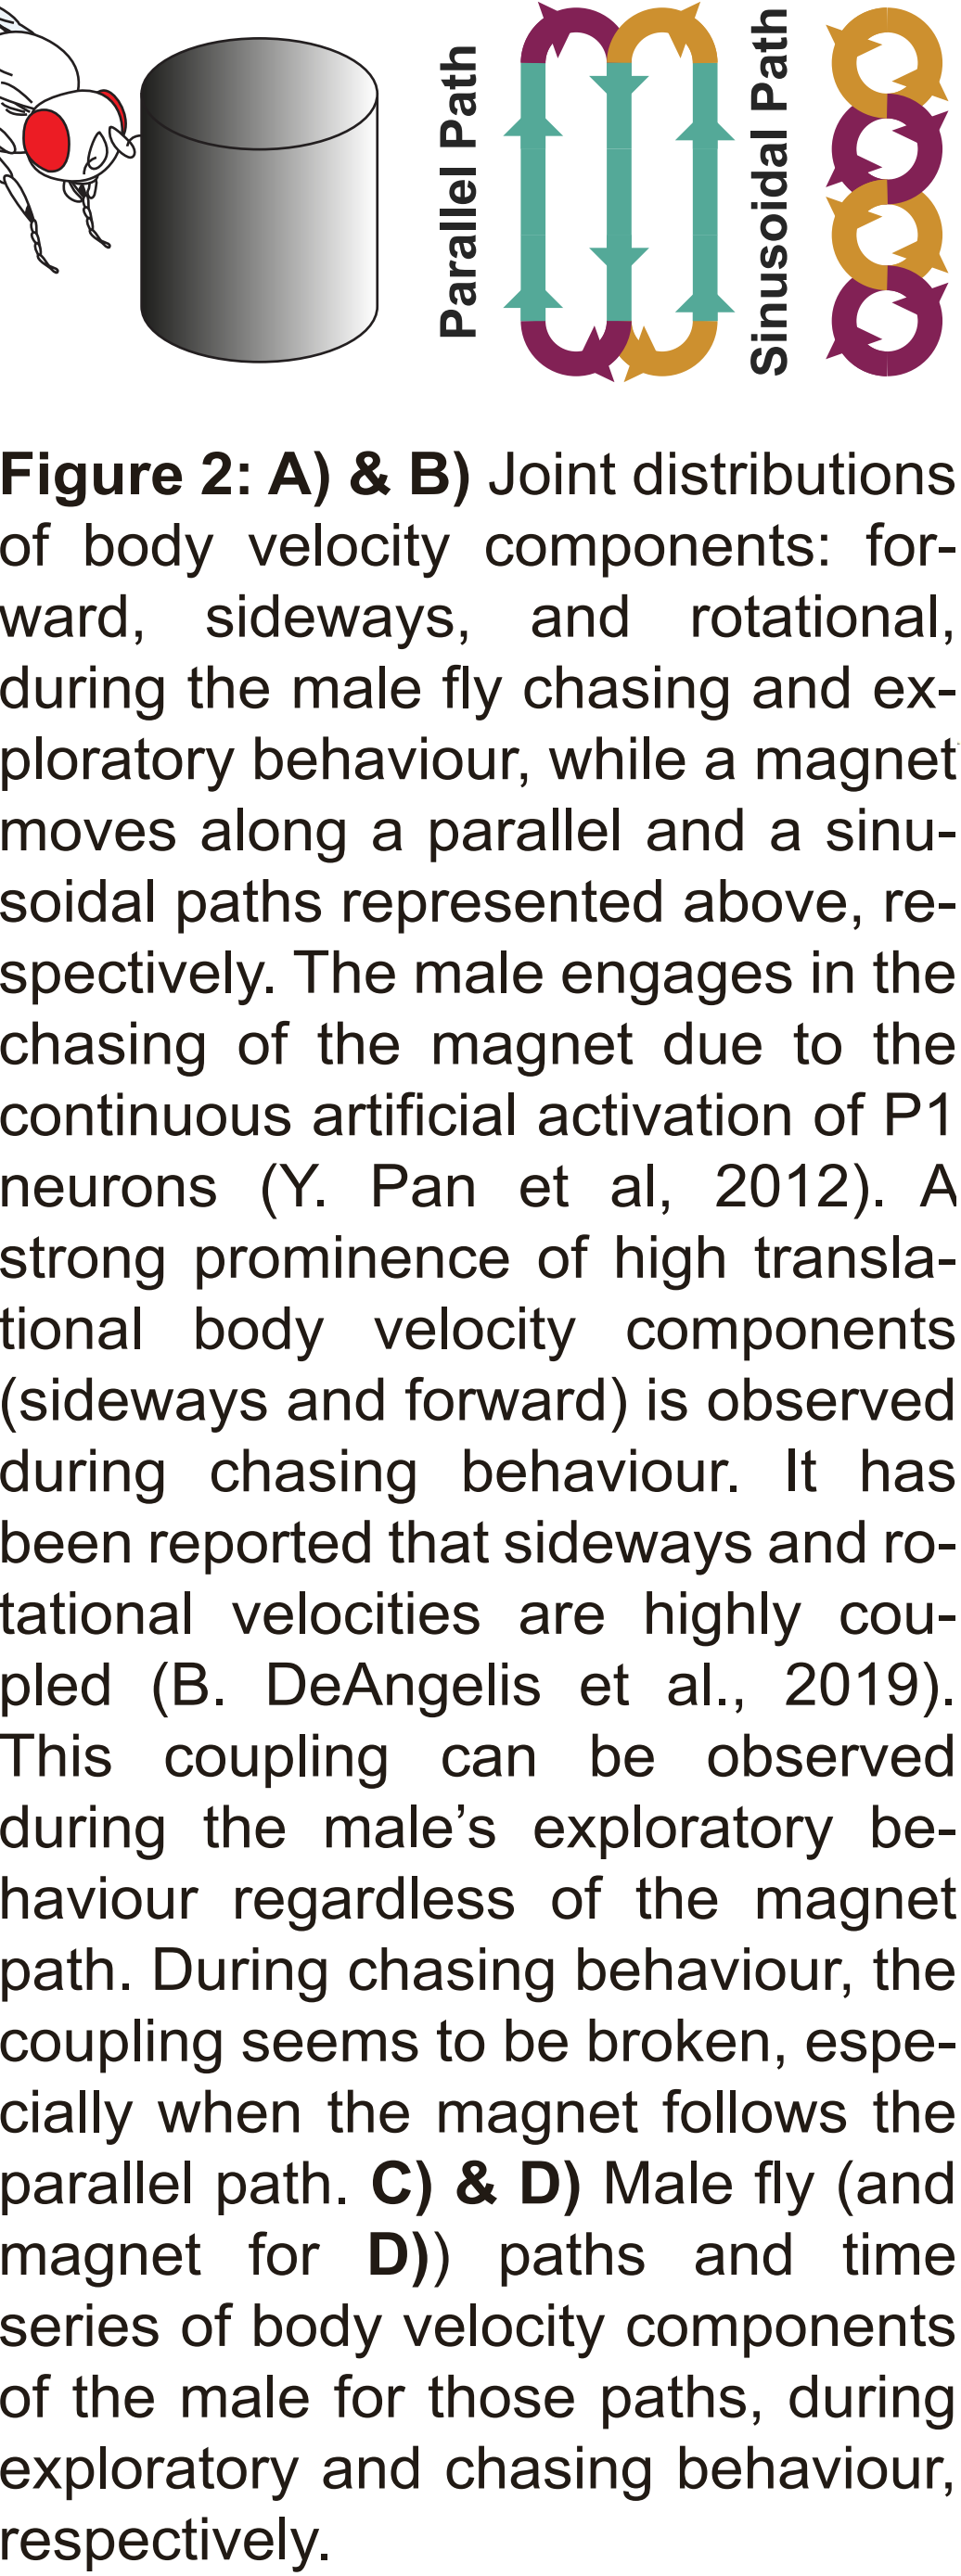 Parallel Path
Sinusoidal Path
Figure 2: A) & B) Joint distributions
of body velocity components: for-
ward, sideways, and rotational,
during the male fly chasing and ex-
ploratory behaviour, while a magnet
moves along a parallel and a sinu-
soidal paths represented above, re-
spectively. The male engages in the
chasing of the magnet due to the
continuous artificial activation of P1
neurons (Y. Pan et al, 2012). A
strong prominence of high transla-
tional body velocity components
(sideways and forward) is observed
during chasing behaviour. It has
been reported that sideways and ro-
tational velocities are highly cou-
pled (B. DeAngelis et al., 2019).
This coupling can be observed
during the male’s exploratory be-
haviour regardless of the magnet
path. During chasing behaviour, the
coupling seems to be broken, espe-
cially when the magnet follows the
parallel path. C) & D) Male fly (and
magnet for D)) paths and time
series of body velocity components
of the male for those paths, during
exploratory and chasing behaviour,
respectively.